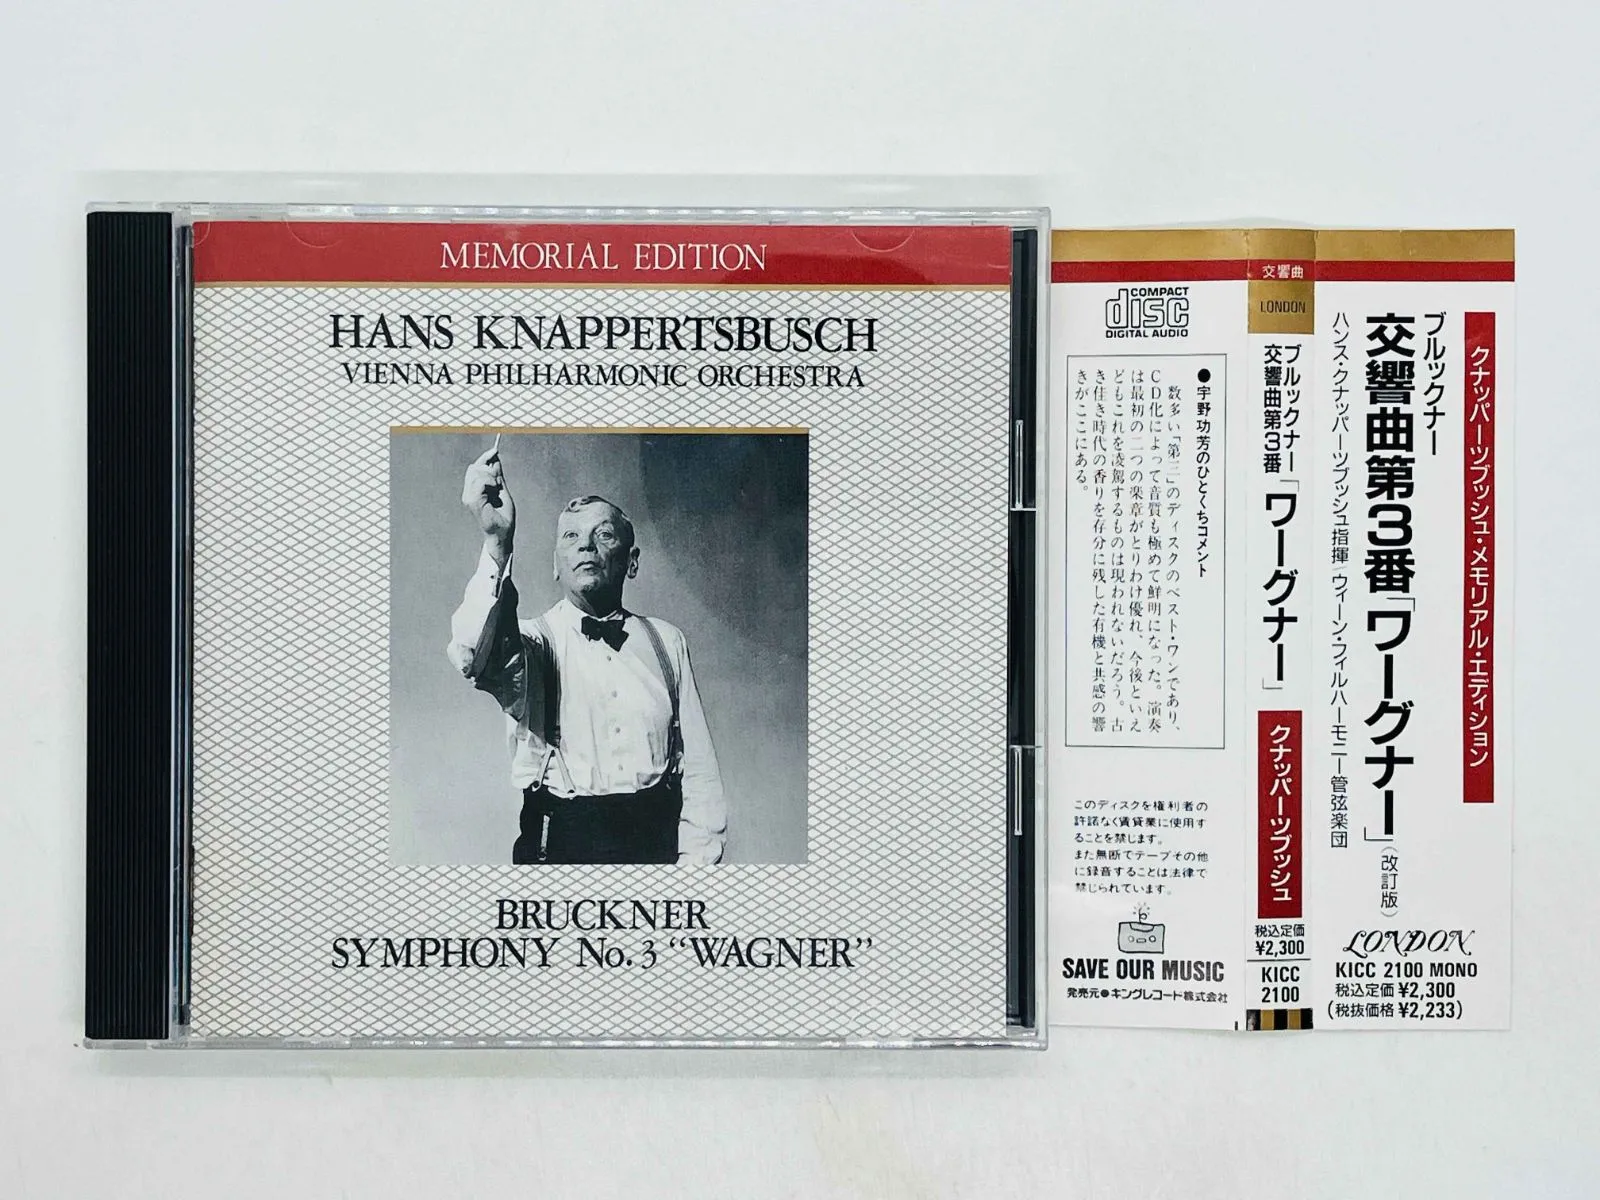 MEMORIAL EDITION
HANS KNAPPERTSBUSCH
VIENNA PHILHARMONIC ORCHESTRA
BRUCKNER
SYMPHONY No. 3 “WAGNER”
COMPACT
disc
DIGITAL AUDIO
●宇野功芳のひとくちコメント
数多い「第三」のディスクのベスト・ワンであり、
CD化によって音質も極めて鮮明になった。演奏
は最初の二つの楽章がとりわけ優れ、今後といえ
どもこれを凌駕するものは現われないだろう。古
き佳き時代の香りを存分に残した有機と共感の響
きがここにある。
このディスクを権利者の
許諾なく賃貸業に使用す
ることを禁じます。
また無断でテープその他
に録音することは法律で
禁じられています。
SAVE OUR MUSIC
発売元●キングレコード株式会社
交響曲
LONDON
ブルックナー
交響曲第3番「ワーグナー」
クナッパーツブッシュ
税込定価
¥2,300
KICC
2100
クナッパーツブッシュ・メモリアル・エディション
ブルックナー
交響曲第3番「ワーグナー」(改訂版)
ハンス・クナッパーツブッシュ指揮/ウィーン・フィルハーモニー管弦楽団
LONDON
KICC 2100 MONO
税込定価¥2,300
(税抜価格¥2,233)